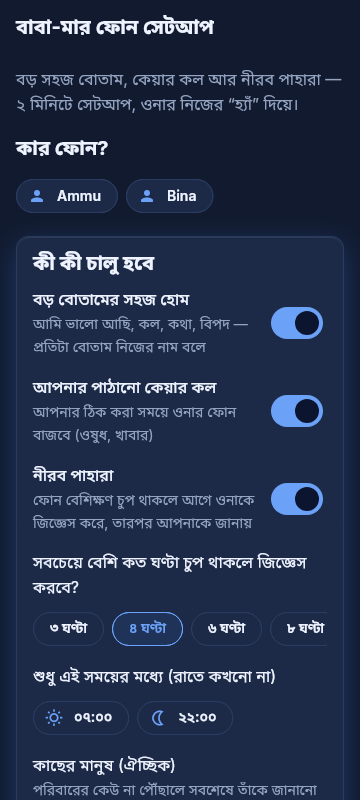 বাবা-মার ফোন সেটআপ
বড় সহজ বোতাম, কেয়ার কল আর নীরব পাহারা —
২ মিনিটে সেটআপ, ওনার নিজের “হ্যাঁ” দিয়ে।
কার ফোন?
Ammu
Bina
কী কী চালু হবে
বড় বোতামের সহজ হোম
আমি ভালো আছি, কল, কথা, বিপদ —
প্রতিটা বোতাম নিজের নাম বলে
আপনার পাঠানো কেয়ার কল
আপনার ঠিক করা সময়ে ওনার ফোন
বাজবে (ওষুধ, খাবার)
নীরব পাহারা
ফোন বেশিক্ষণ চুপ থাকলে আগে ওনাকে
জিজ্ঞেস করে, তারপর আপনাকে জানায়
সবচেয়ে বেশি কত ঘণ্টা চুপ থাকলে জিজ্ঞেস
করবে?
৩ ঘণ্টা
৪ ঘণ্টা
৬ ঘণ্টা
৮ ঘণ্টা
শুধু এই সময়ের মধ্যে (রাতে কখনো না)
০৭:০০
২২:০০
কাছের মানুষ (ঐচ্ছিক)
পরিবারের কেউ না পৌঁছালে সবশেষে তাঁকে জানানো